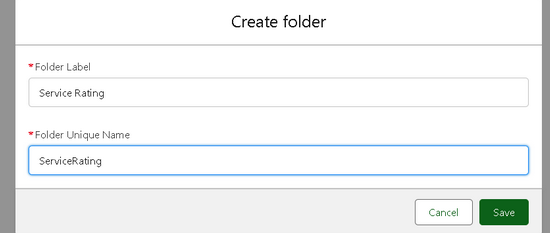 Create folder
*Folder Label
Service Rating
*Folder Unique Name
ServiceRating
Cancel
Save